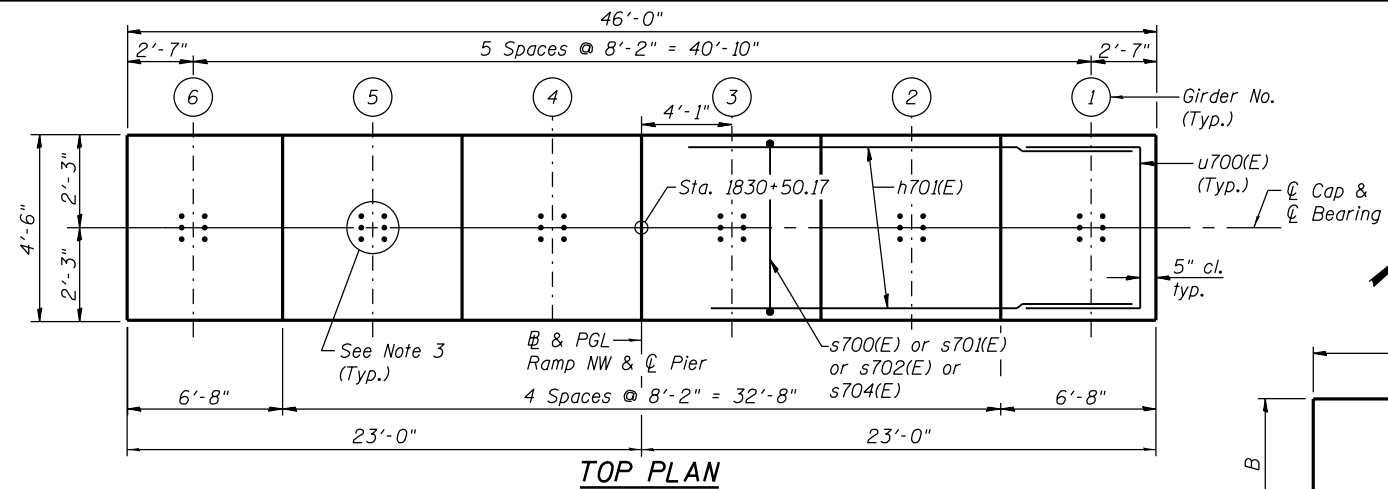 46'-0"
2'-7"
5 Spaces @ 8'-2" = 40'-10"
2'-7"
6
5
4
3
2
1
Girder No.
(Typ.)
4'-1"
4'-6"
2'-3"
2'-3"
Sta. 1830+50.17
h701(E)
u700(E)
(Typ.)
℄ Cap &
℄ Bearing
5" cl.
typ.
See Note 3
(Typ.)
& PGL
Ramp NW & ℄ Pier
s700(E) or s701(E)
or s702(E) or
s704(E)
6'-8"
4 Spaces @ 8'-2" = 32'-8"
6'-8"
23'-0"
23'-0"
TOP PLAN
B